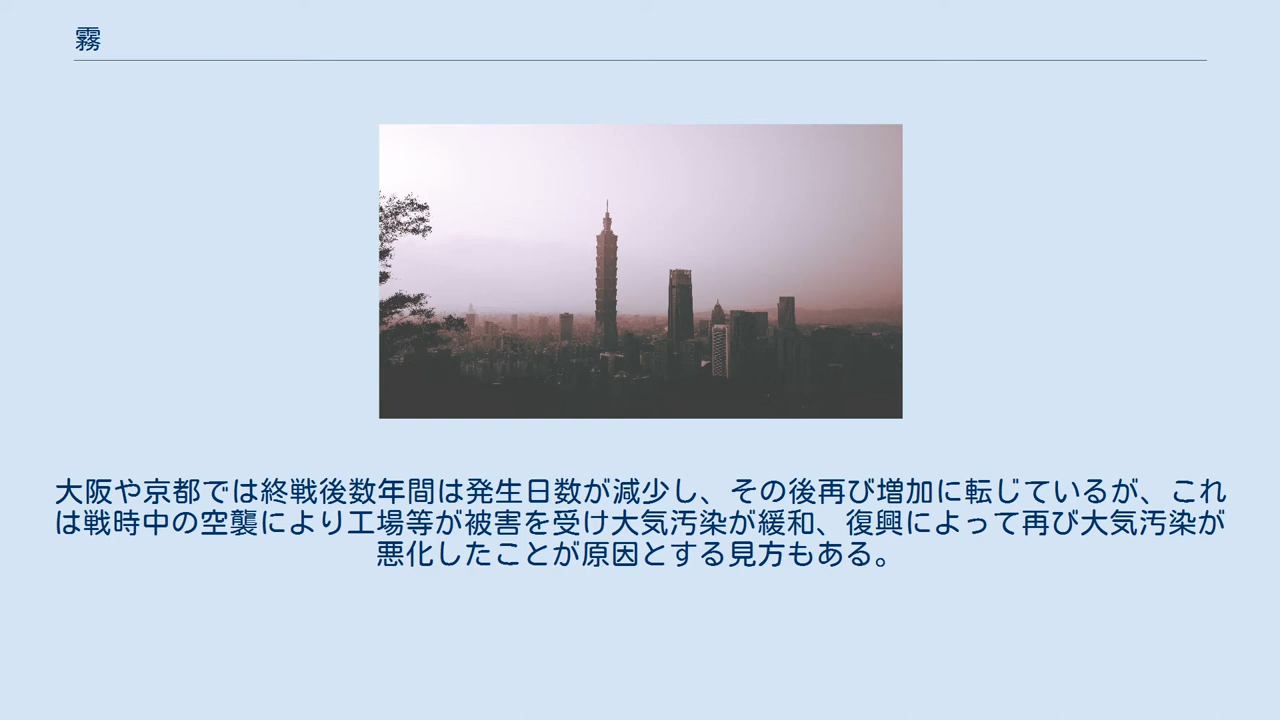 霧
大阪や京都では終戦後数年間は発生日数が減少し、その後再び増加に転じているが、これ
は戦時中の空襲により工場等が被害を受け大気汚染が緩和、復興によって再び大気汚染が
悪化したことが原因とする見方もある。